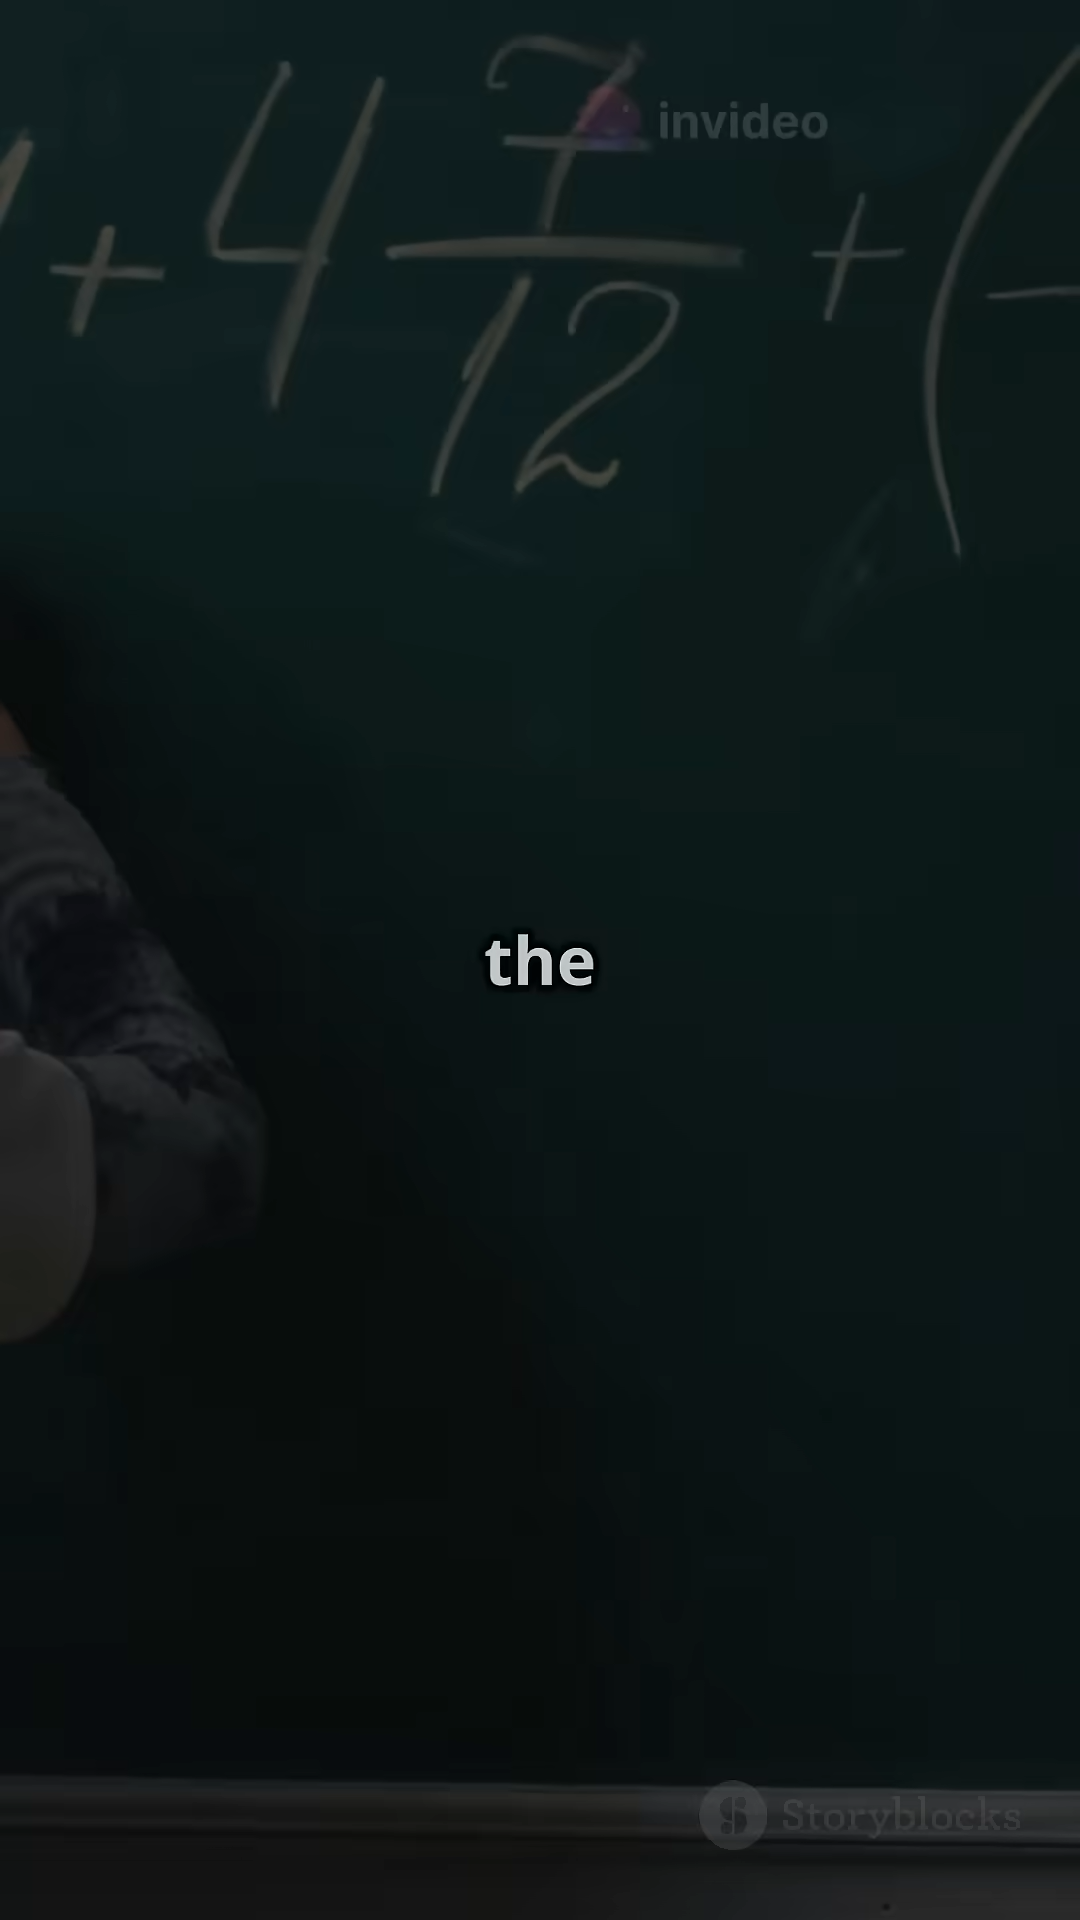 invideo
+ 4 7/12 + (-
the
Storyblocks